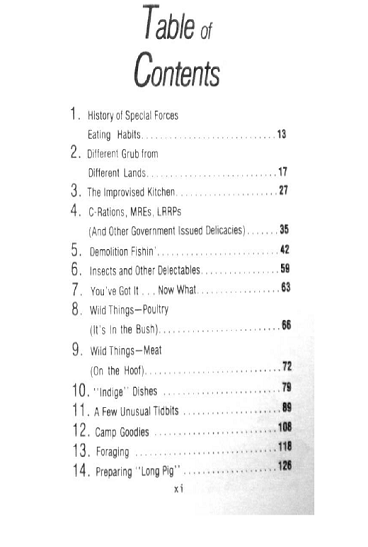 Table of
Contents
1. History of Special Forces
Eating Habits............................13
2. Different Grub from
Different Lands...........................17
3. The Improvised Kitchen.....................27
4. C-Rations, MREs, LRRPs
(And Other Government Issued Delicacies).......35
5. Demolition Fishin'.........................42
6. Insects and Other Delectables................59
7. You've Got It . . . Now What.................63
8. Wild Things—Poultry
(It's In the Bush).........................66
9. Wild Things—Meat
(On the Hoof)...........................72
10. "Indige" Dishes .........................79
11. A Few Unusual Tidbits .....................89
12. Camp Goodies .........................108
13. Foraging .............................118
14. Preparing "Long Pig" ...................126
xi